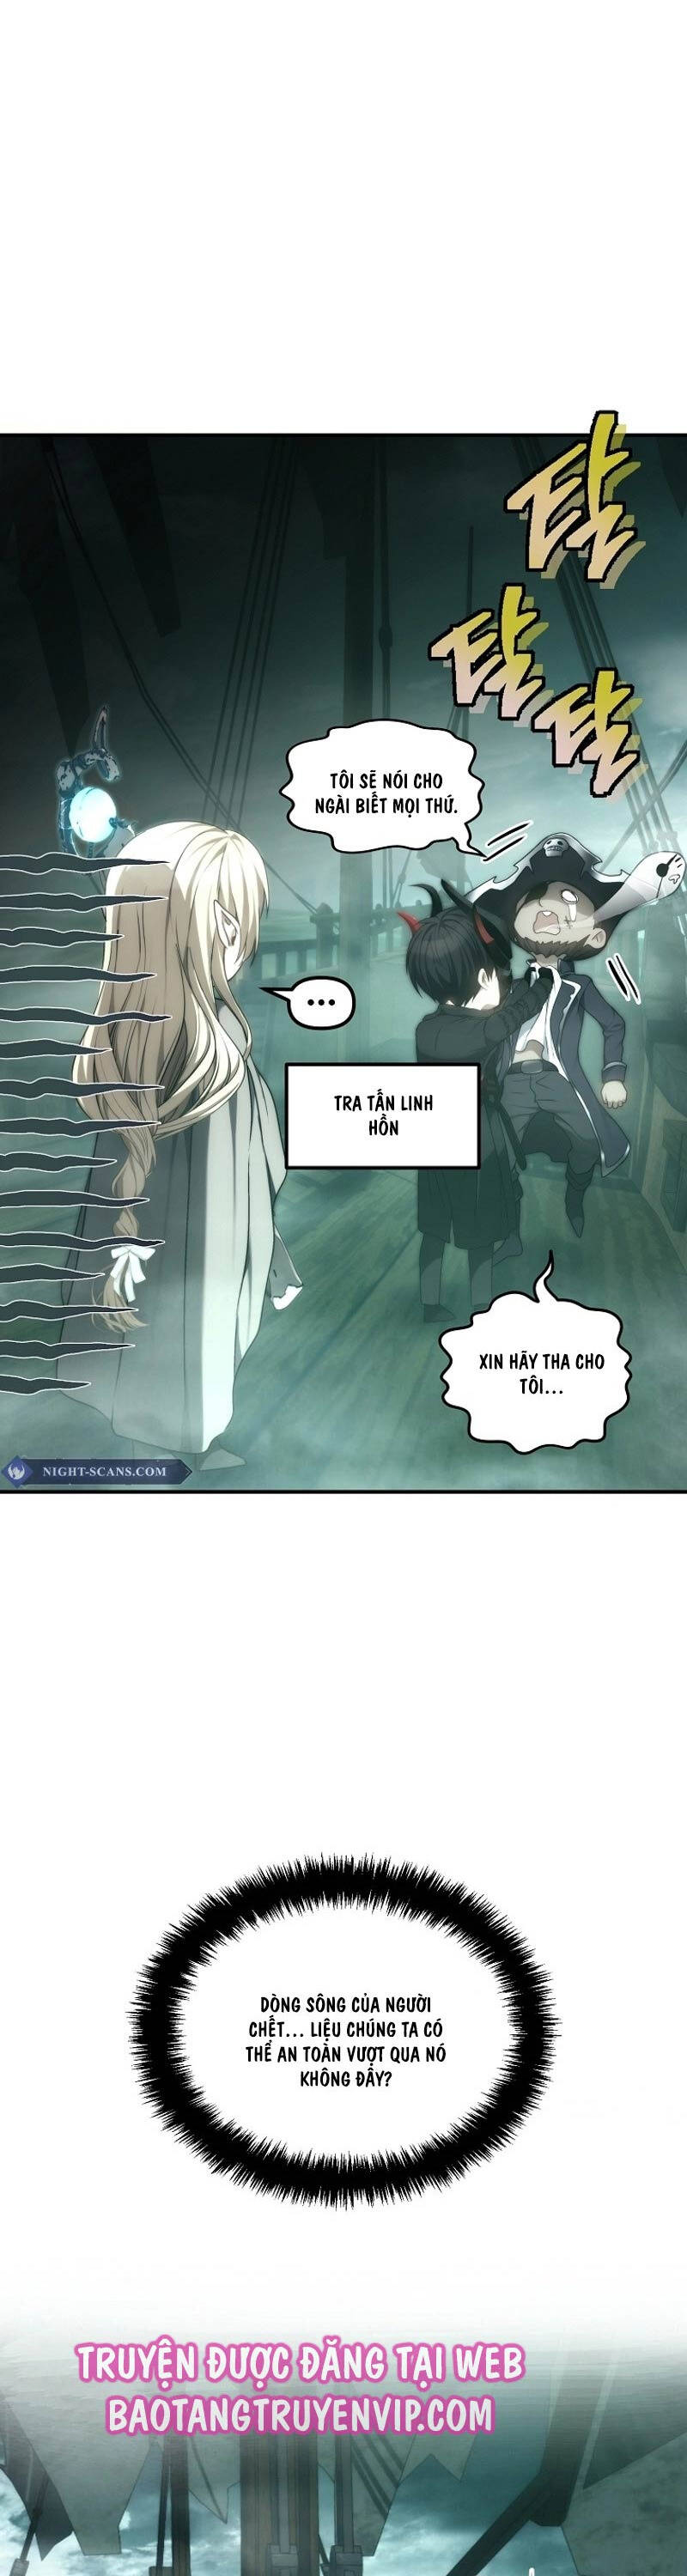 탈
탈
탈
TÔI SẼ NÓI CHO
NGÀI BIẾT MỌI THỨ.
...
TRA TẤN LINH
HỒN
XIN HÃY THA CHO
TÔI...
NIGHT-SCANS.COM
DÒNG SÔNG CỦA NGƯỜI
CHẾT... LIỆU CHÚNG TA CÓ
THỂ AN TOÀN VƯỢT QUA NÓ
KHÔNG ĐÂY?
TRUYỆN ĐƯỢC ĐĂNG TẠI WEB
BAOTANGTRUYENVIP.COM